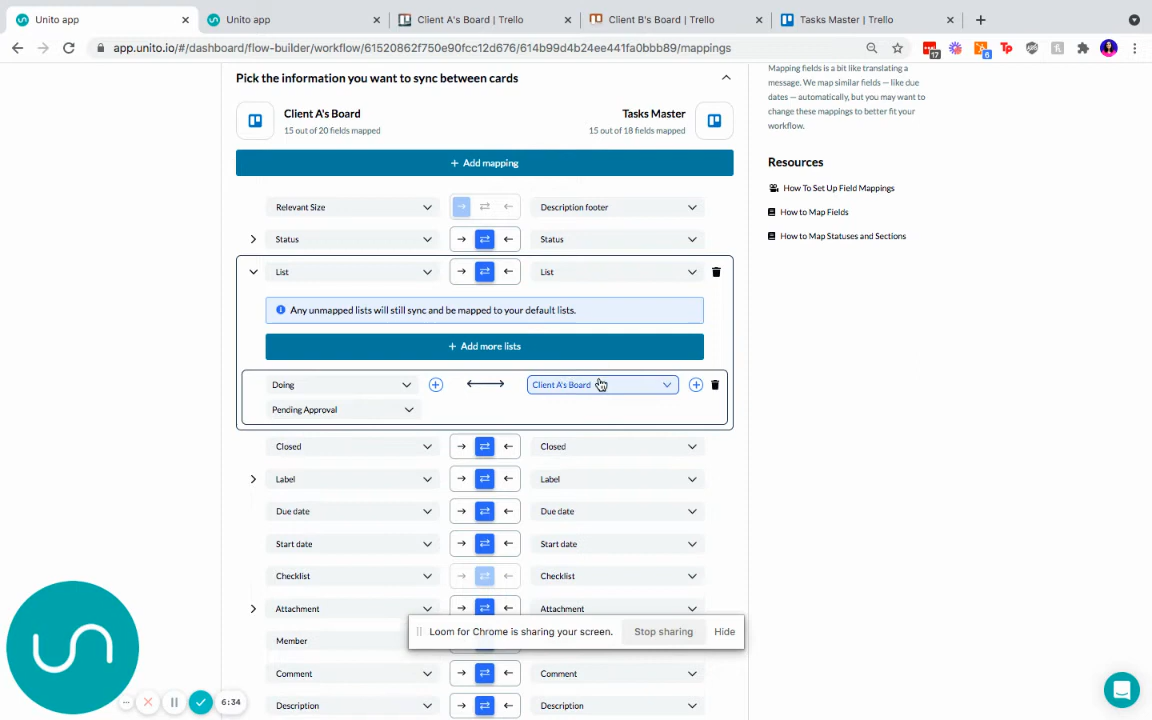 Unito app
Unito app
Client A's Board | Trello
Client B's Board | Trello
Tasks Master | Trello
app.unito.io/#/dashboard/flow-builder/workflow/61520862f750e90fcc12d676/614b99d4b24ee441fa0bbb89/mappings
17
6
Pick the information you want to sync between cards
Client A's Board
15 out of 20 fields mapped
Tasks Master
15 out of 18 fields mapped
+ Add mapping
Relevant Size
Description footer
Status
Status
List
List
Any unmapped lists will still sync and be mapped to your default lists.
+ Add more lists
Doing
Client A's Board
Pending Approval
Closed
Closed
Label
Label
Due date
Due date
Start date
Start date
Checklist
Checklist
Attachment
Attachment
Member
Comment
Comment
Description
Description
Mapping fields is a bit like translating a
message. We map similar fields — like due
dates — automatically, but you may want to
change these mappings to better fit your
workflow.
Resources
How To Set Up Field Mappings
How to Map Fields
How to Map Statuses and Sections
Loom for Chrome is sharing your screen.
Stop sharing
Hide
6:34